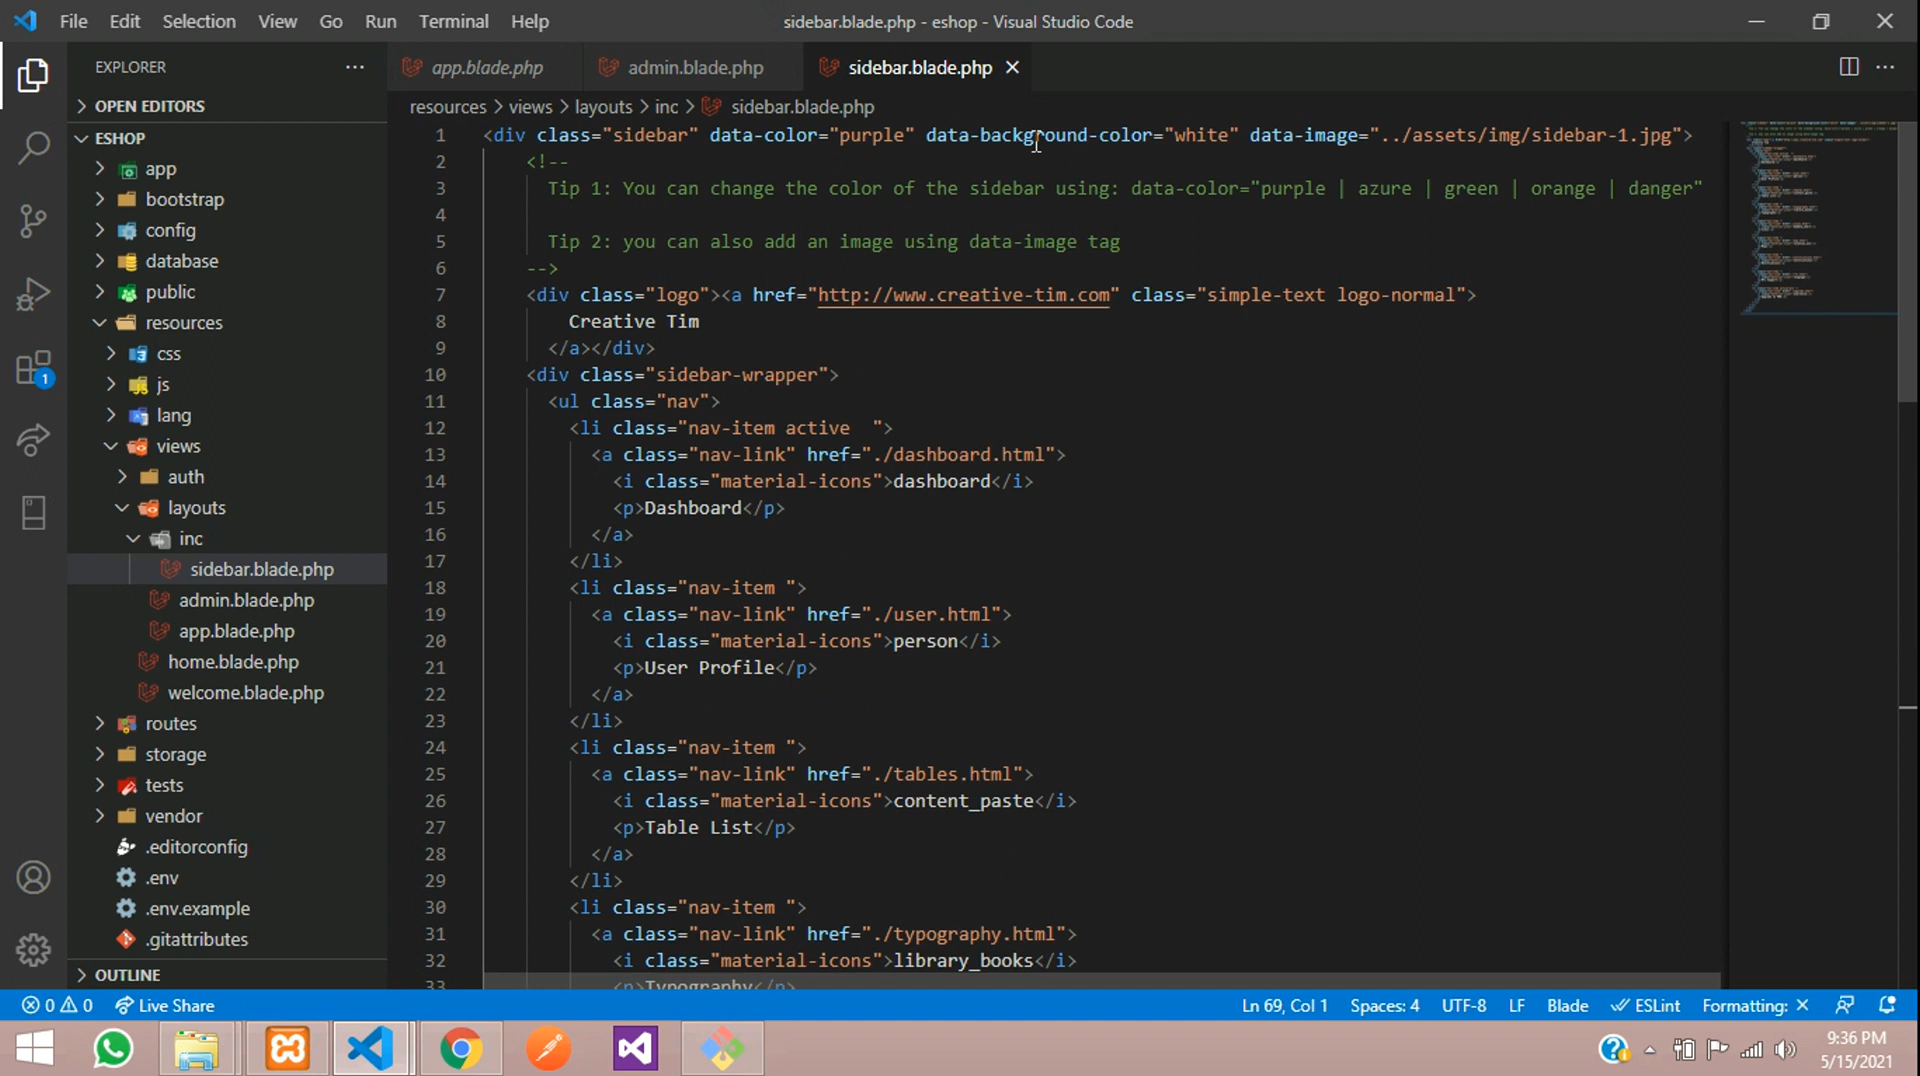 File Edit Selection View Go Run Terminal Help
sidebar.blade.php - eshop - Visual Studio Code
EXPLORER
OPEN EDITORS
ESHOP
app
bootstrap
config
database
public
resources
css
js
lang
views
auth
layouts
inc
sidebar.blade.php
admin.blade.php
app.blade.php
home.blade.php
welcome.blade.php
routes
storage
tests
vendor
.editorconfig
.env
.env.example
.gitattributes
OUTLINE
1
app.blade.php admin.blade.php sidebar.blade.php
resources > views > layouts > inc > sidebar.blade.php
1 <div class="sidebar" data-color="purple" data-background-color="white" data-image="../assets/img/sidebar-1.jpg">
2 <!--
3 Tip 1: You can change the color of the sidebar using: data-color="purple | azure | green | orange | danger"
4
5 Tip 2: you can also add an image using data-image tag
6 -->
7 <div class="logo"><a href="http://www.creative-tim.com" class="simple-text logo-normal">
8 Creative Tim
9 </a></div>
10 <div class="sidebar-wrapper">
11 <ul class="nav">
12 <li class="nav-item active  ">
13 <a class="nav-link" href="./dashboard.html">
14 <i class="material-icons">dashboard</i>
15 <p>Dashboard</p>
16 </a>
17 </li>
18 <li class="nav-item ">
19 <a class="nav-link" href="./user.html">
20 <i class="material-icons">person</i>
21 <p>User Profile</p>
22 </a>
23 </li>
24 <li class="nav-item ">
25 <a class="nav-link" href="./tables.html">
26 <i class="material-icons">content_paste</i>
27 <p>Table List</p>
28 </a>
29 </li>
30 <li class="nav-item ">
31 <a class="nav-link" href="./typography.html">
32 <i class="material-icons">library_books</i>
33 <p>Typography</p>
0 0 Live Share
Ln 69, Col 1 Spaces: 4 UTF-8 LF Blade ESLint Formatting: ×
9:36 PM
5/15/2021